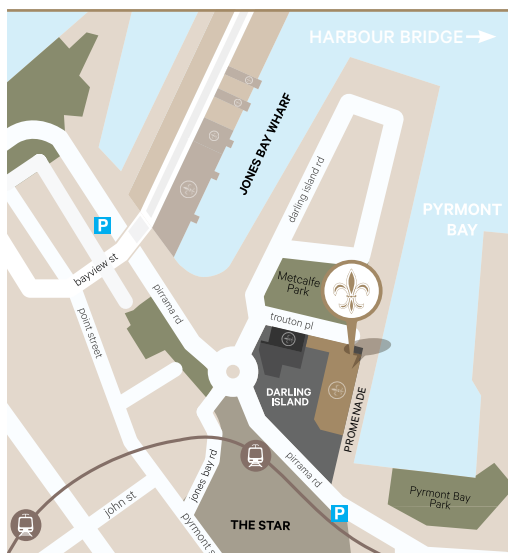 HARBOUR BRIDGE
JONES BAY WHARF
darling island rd
PYRMONT
BAY
P
bayview st
Metcalfe
Park
pirrama rd
point street
trouton pl
DARLING
ISLAND
PROMENADE
jones bay rd
pirrama rd
john st
Pyrmont Bay
Park
P
THE STAR
pyrmont s